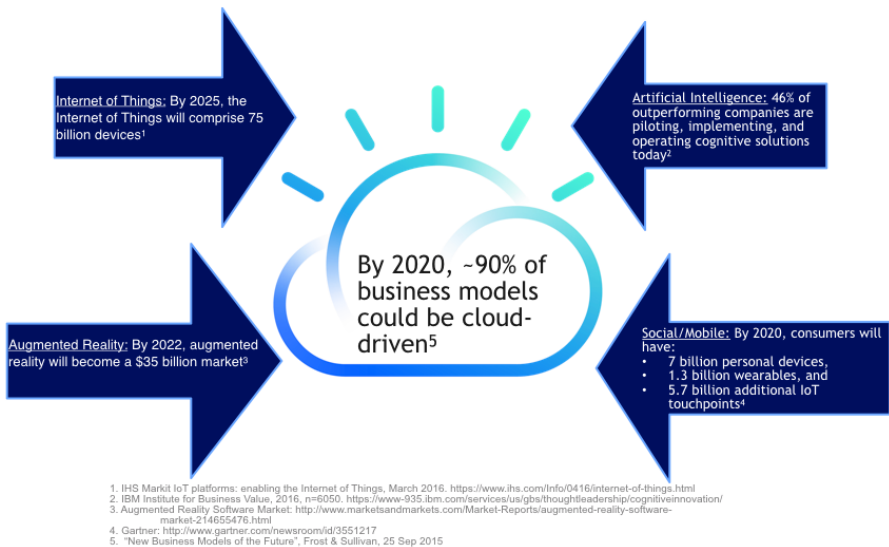 Internet of Things: By 2025, the
Internet of Things will comprise 75
billion devices¹
Artificial Intelligence: 46% of
outperforming companies are
piloting, implementing, and
operating cognitive solutions
today²
By 2020, ~90% of
business models
could be cloud-
driven⁵
Augmented Reality: By 2022, augmented
reality will become a $35 billion market³
Social/Mobile: By 2020, consumers will
have:
• 7 billion personal devices,
• 1.3 billion wearables, and
• 5.7 billion additional IoT
touchpoints⁴
1. IHS Markit IoT platforms: enabling the Internet of Things, March 2016. https://www.ihs.com/Info/0416/internet-of-things.html
2. IBM Institute for Business Value, 2016, n=6050. https://www-935.ibm.com/services/us/gbs/thoughtleadership/cognitiveinnovation/
3. Augmented Reality Software Market: http://www.marketsandmarkets.com/Market-Reports/augmented-reality-software-
market-214655476.html
4. Gartner: http://www.gartner.com/newsroom/id/3551217
5. “New Business Models of the Future”, Frost & Sullivan, 25 Sep 2015